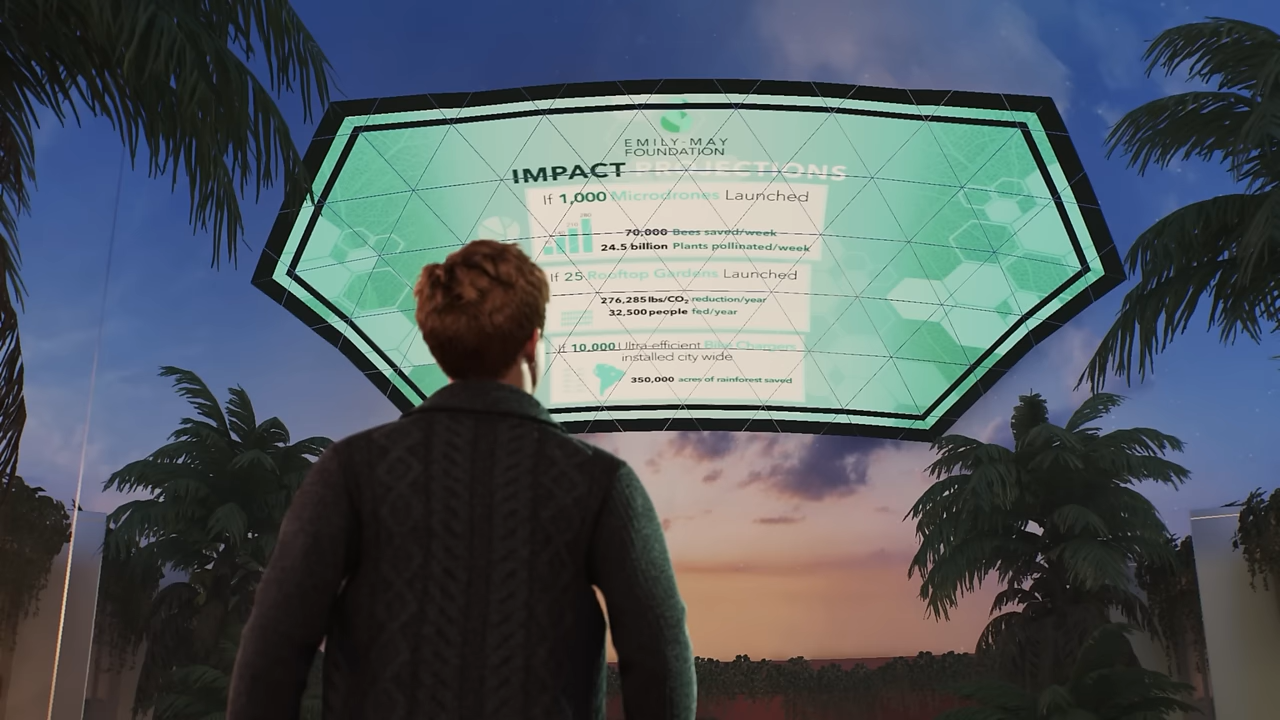 EMILY-MAY
FOUNDATION
IMPACT PROJECTIONS
If 1,000 Microdrones Launched
280
70,000 Bees saved/week
24.5 billion Plants pollinated/week
If 25 Rooftop Gardens Launched
276,285 lbs/CO₂ reduction/year
32,500 people fed/year
If 10,000 Ultra-efficient Bike Chargers
installed city wide
350,000 acres of rainforest saved